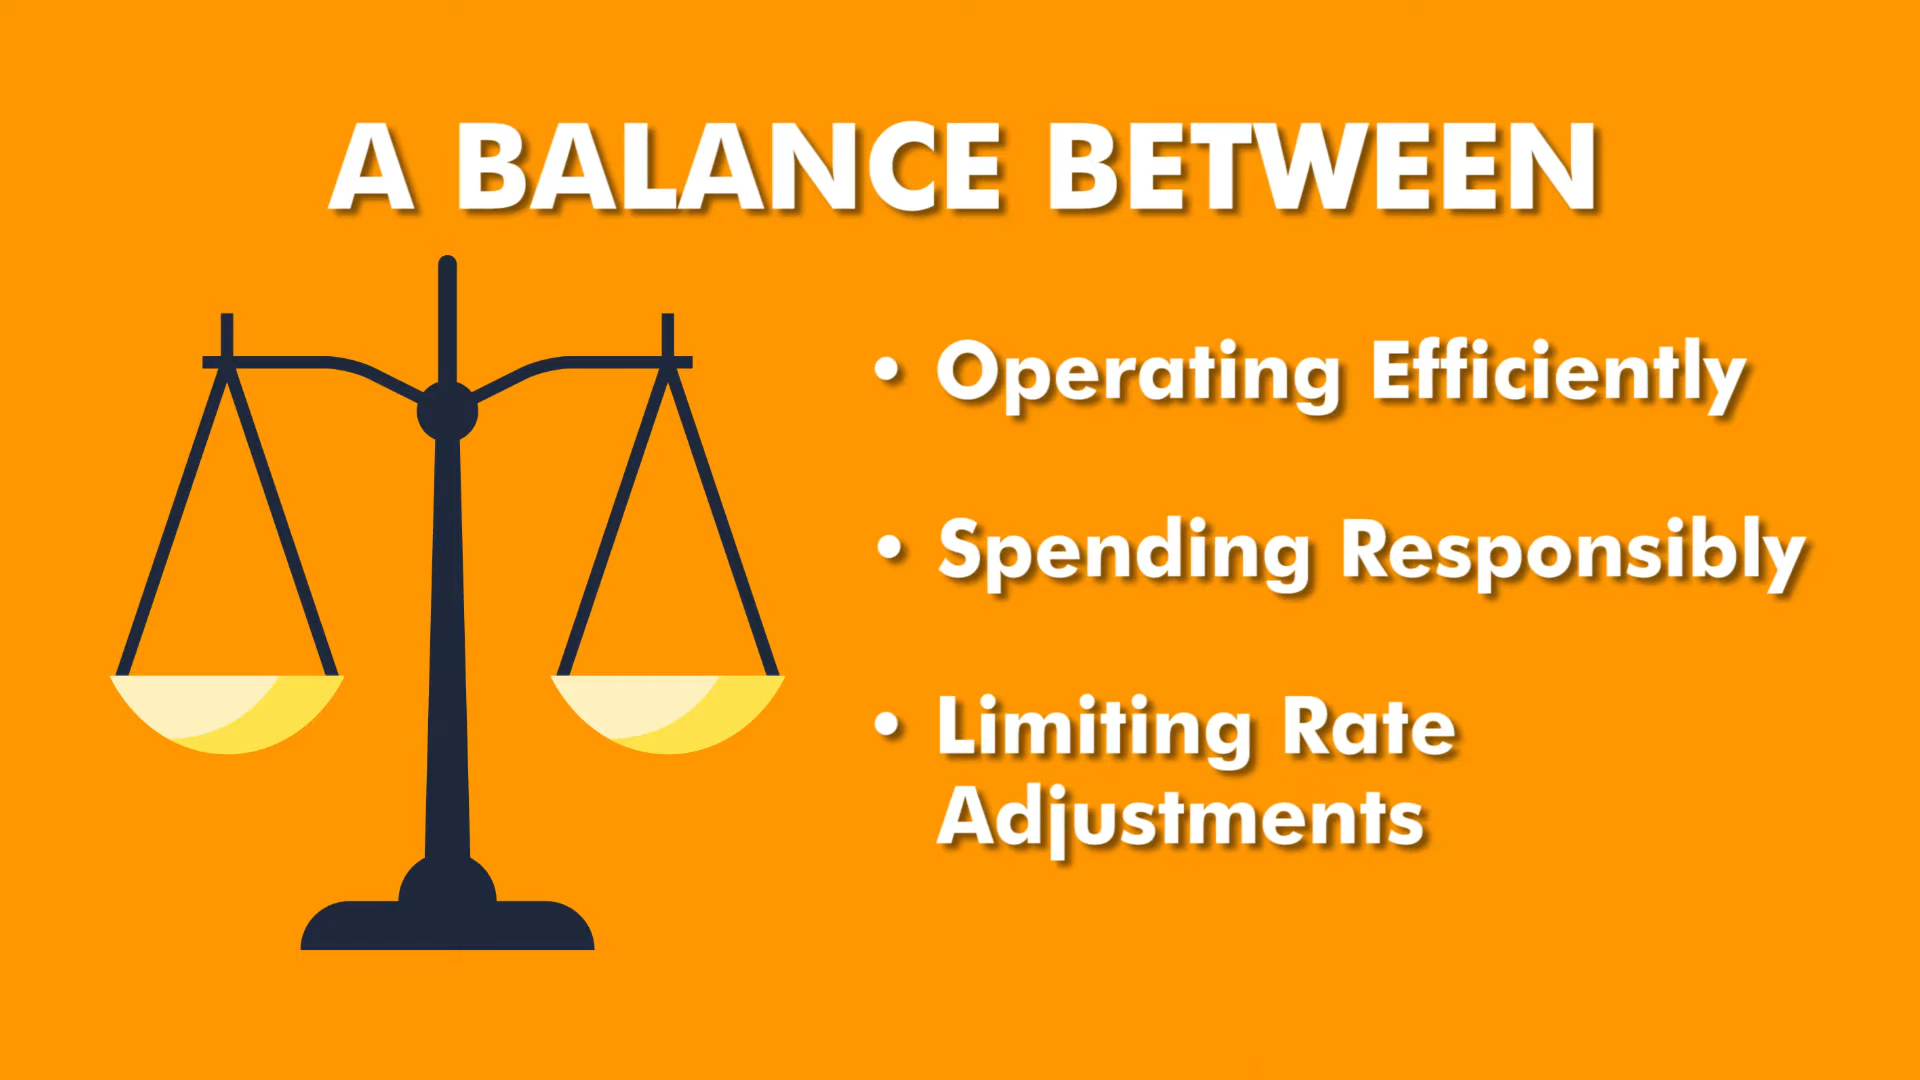 A BALANCE BETWEEN
• Operating Efficiently
• Spending Responsibly
• Limiting Rate
Adjustments